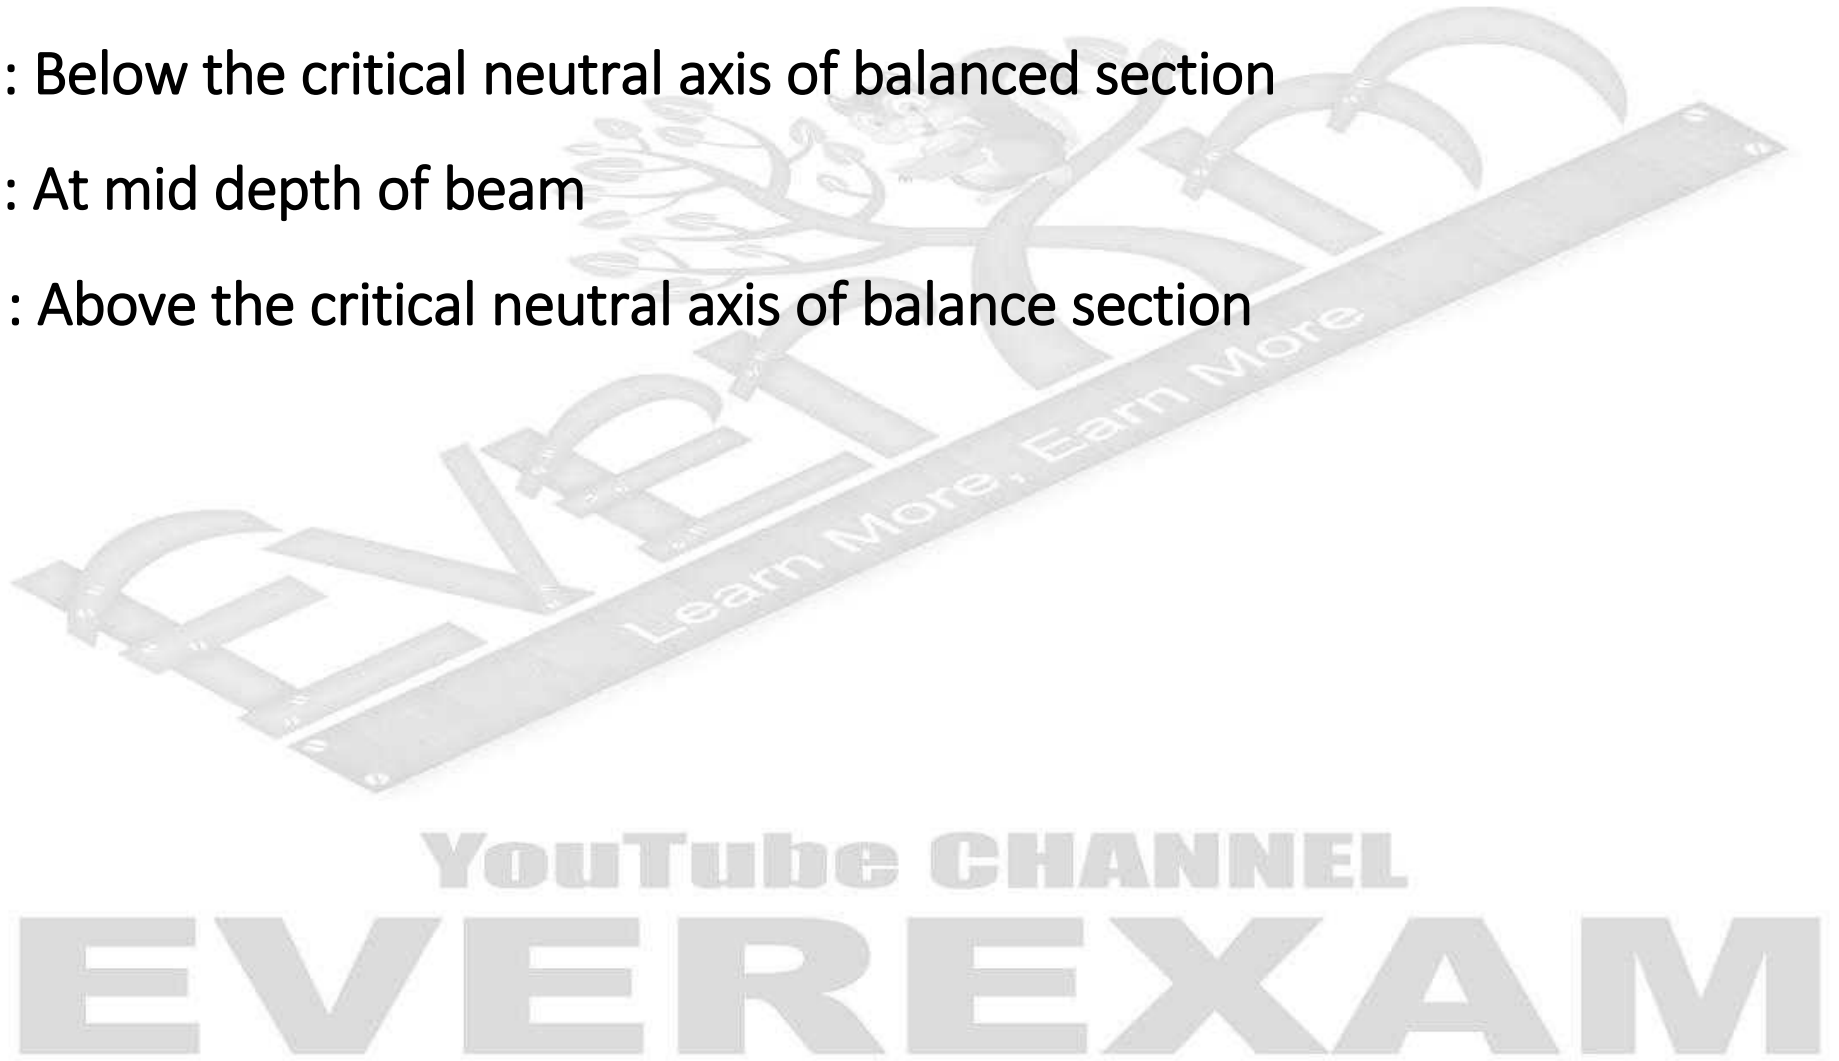 : Below the critical neutral axis of balanced section
: At mid depth of beam
: Above the critical neutral axis of balance section
Learn More, Earn More
YouTube CHANNEL
EVEREXAM